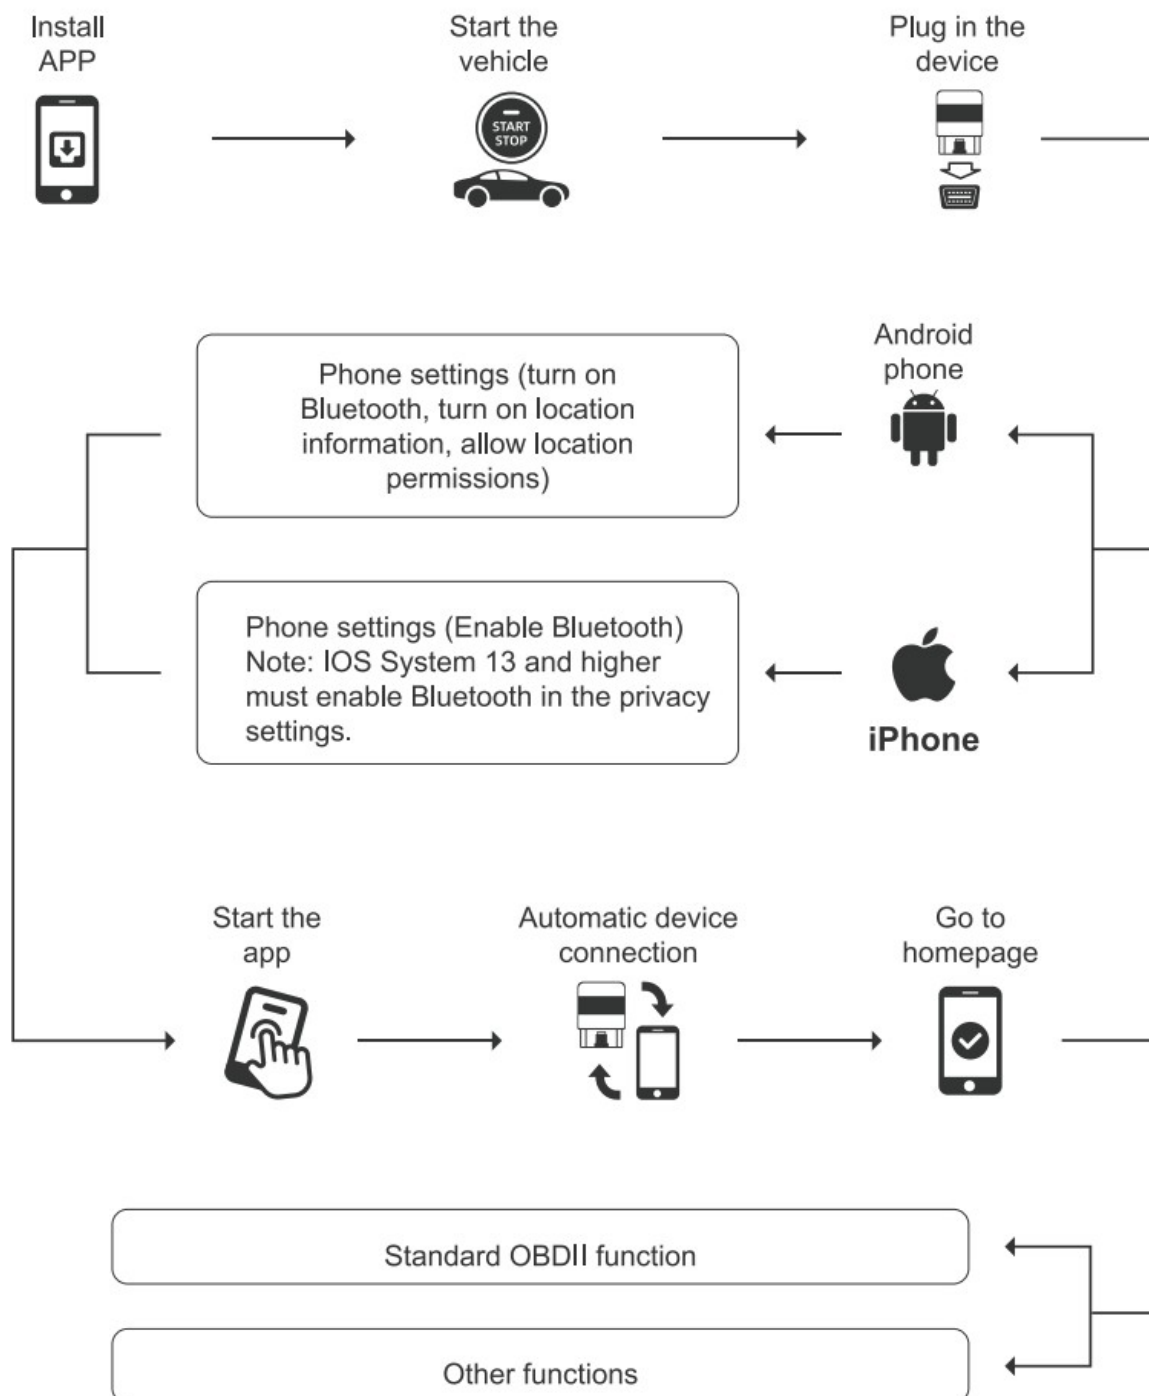 Install
APP
Start the
vehicle
Plug in the
device
START
STOP
Android
phone
Phone settings (turn on
Bluetooth, turn on location
information, allow location
permissions)
Phone settings (Enable Bluetooth)
Note: IOS System 13 and higher
must enable Bluetooth in the privacy
settings.
iPhone
Start the
app
Automatic device
connection
Go to
homepage
Standard OBDII function
Other functions